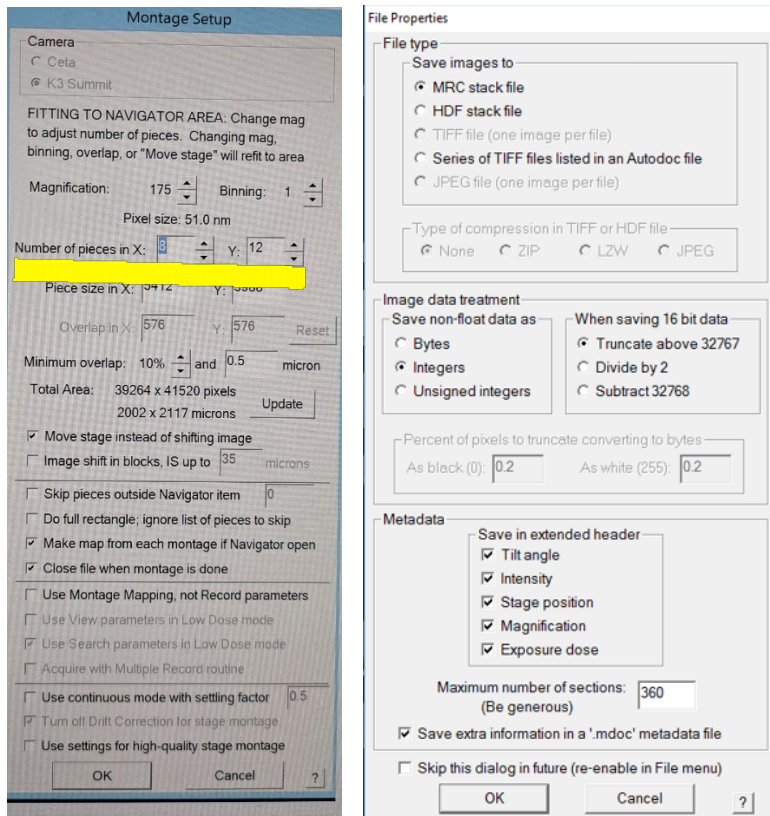 Montage Setup
Camera
Ceta
K3 Summit
FITTING TO NAVIGATOR AREA: Change mag
to adjust number of pieces. Changing mag,
binning, overlap, or "Move stage" will refit to area
Magnification: 175 Binning: 1
Pixel size: 51.0 nm
Number of pieces in X: 8 Y: 12
Piece size in X: Y:
Overlap in X: 576 Y: 576 Reset
Minimum overlap: 10% and 0.5 micron
Total Area: 39264 x 41520 pixels
2002 x 2117 microns Update
Move stage instead of shifting image
Image shift in blocks, IS up to 35 microns
Skip pieces outside Navigator item 0
Do full rectangle; ignore list of pieces to skip
Make map from each montage if Navigator open
Close file when montage is done
Use Montage Mapping, not Record parameters
Use View parameters in Low Dose mode
Use Search parameters in Low Dose mode
Acquire with Multiple Record routine
Use continuous mode with settling factor 0.5
Turn off Drift Correction for stage montage
Use settings for high-quality stage montage
OK Cancel ?
File Properties
File type
Save images to
MRC stack file
HDF stack file
TIFF file (one image per file)
Series of TIFF files listed in an Autodoc file
JPEG file (one image per file)
Type of compression in TIFF or HDF file
None ZIP LZW JPEG
Image data treatment
Save non-float data as
Bytes
Integers
Unsigned integers
When saving 16 bit data
Truncate above 32767
Divide by 2
Subtract 32768
Percent of pixels to truncate converting to bytes
As black (0): 0.2 As white (255): 0.2
Metadata
Save in extended header
Tilt angle
Intensity
Stage position
Magnification
Exposure dose
Maximum number of sections: 360
(Be generous)
Save extra information in a '.mdoc' metadata file
Skip this dialog in future (re-enable in File menu)
OK Cancel ?